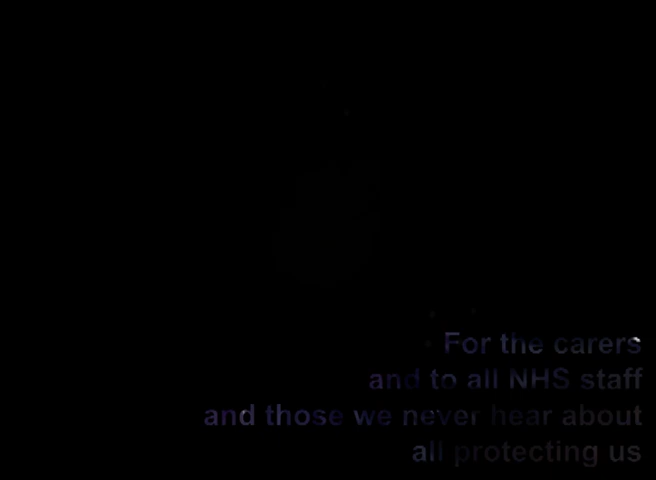 For the carers
and to all NHS staff
and those we never hear about
all protecting us